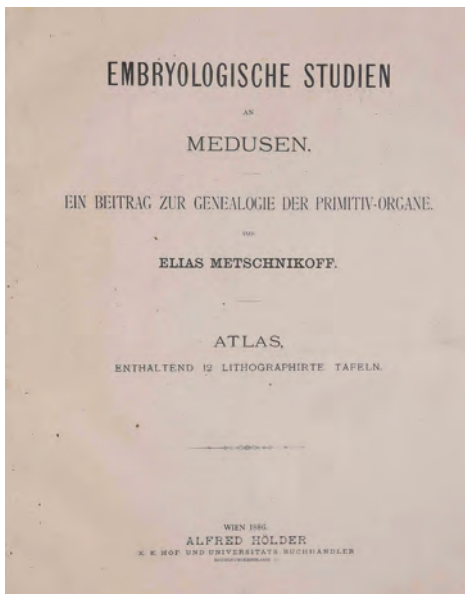 EMBRYOLOGISCHE STUDIEN
AN
MEDUSEN.
EIN BEITRAG ZUR GENEALOGIE DER PRIMITIV-ORGANE.
VON
ELIAS METSCHNIKOFF.
ATLAS,
ENTHALTEND 12 LITHOGRAPHIRTE TAFELN.
WIEN 1886.
ALFRED HÖLDER
K. K. HOF- UND UNIVERSITÄTS-BUCHHÄNDLER